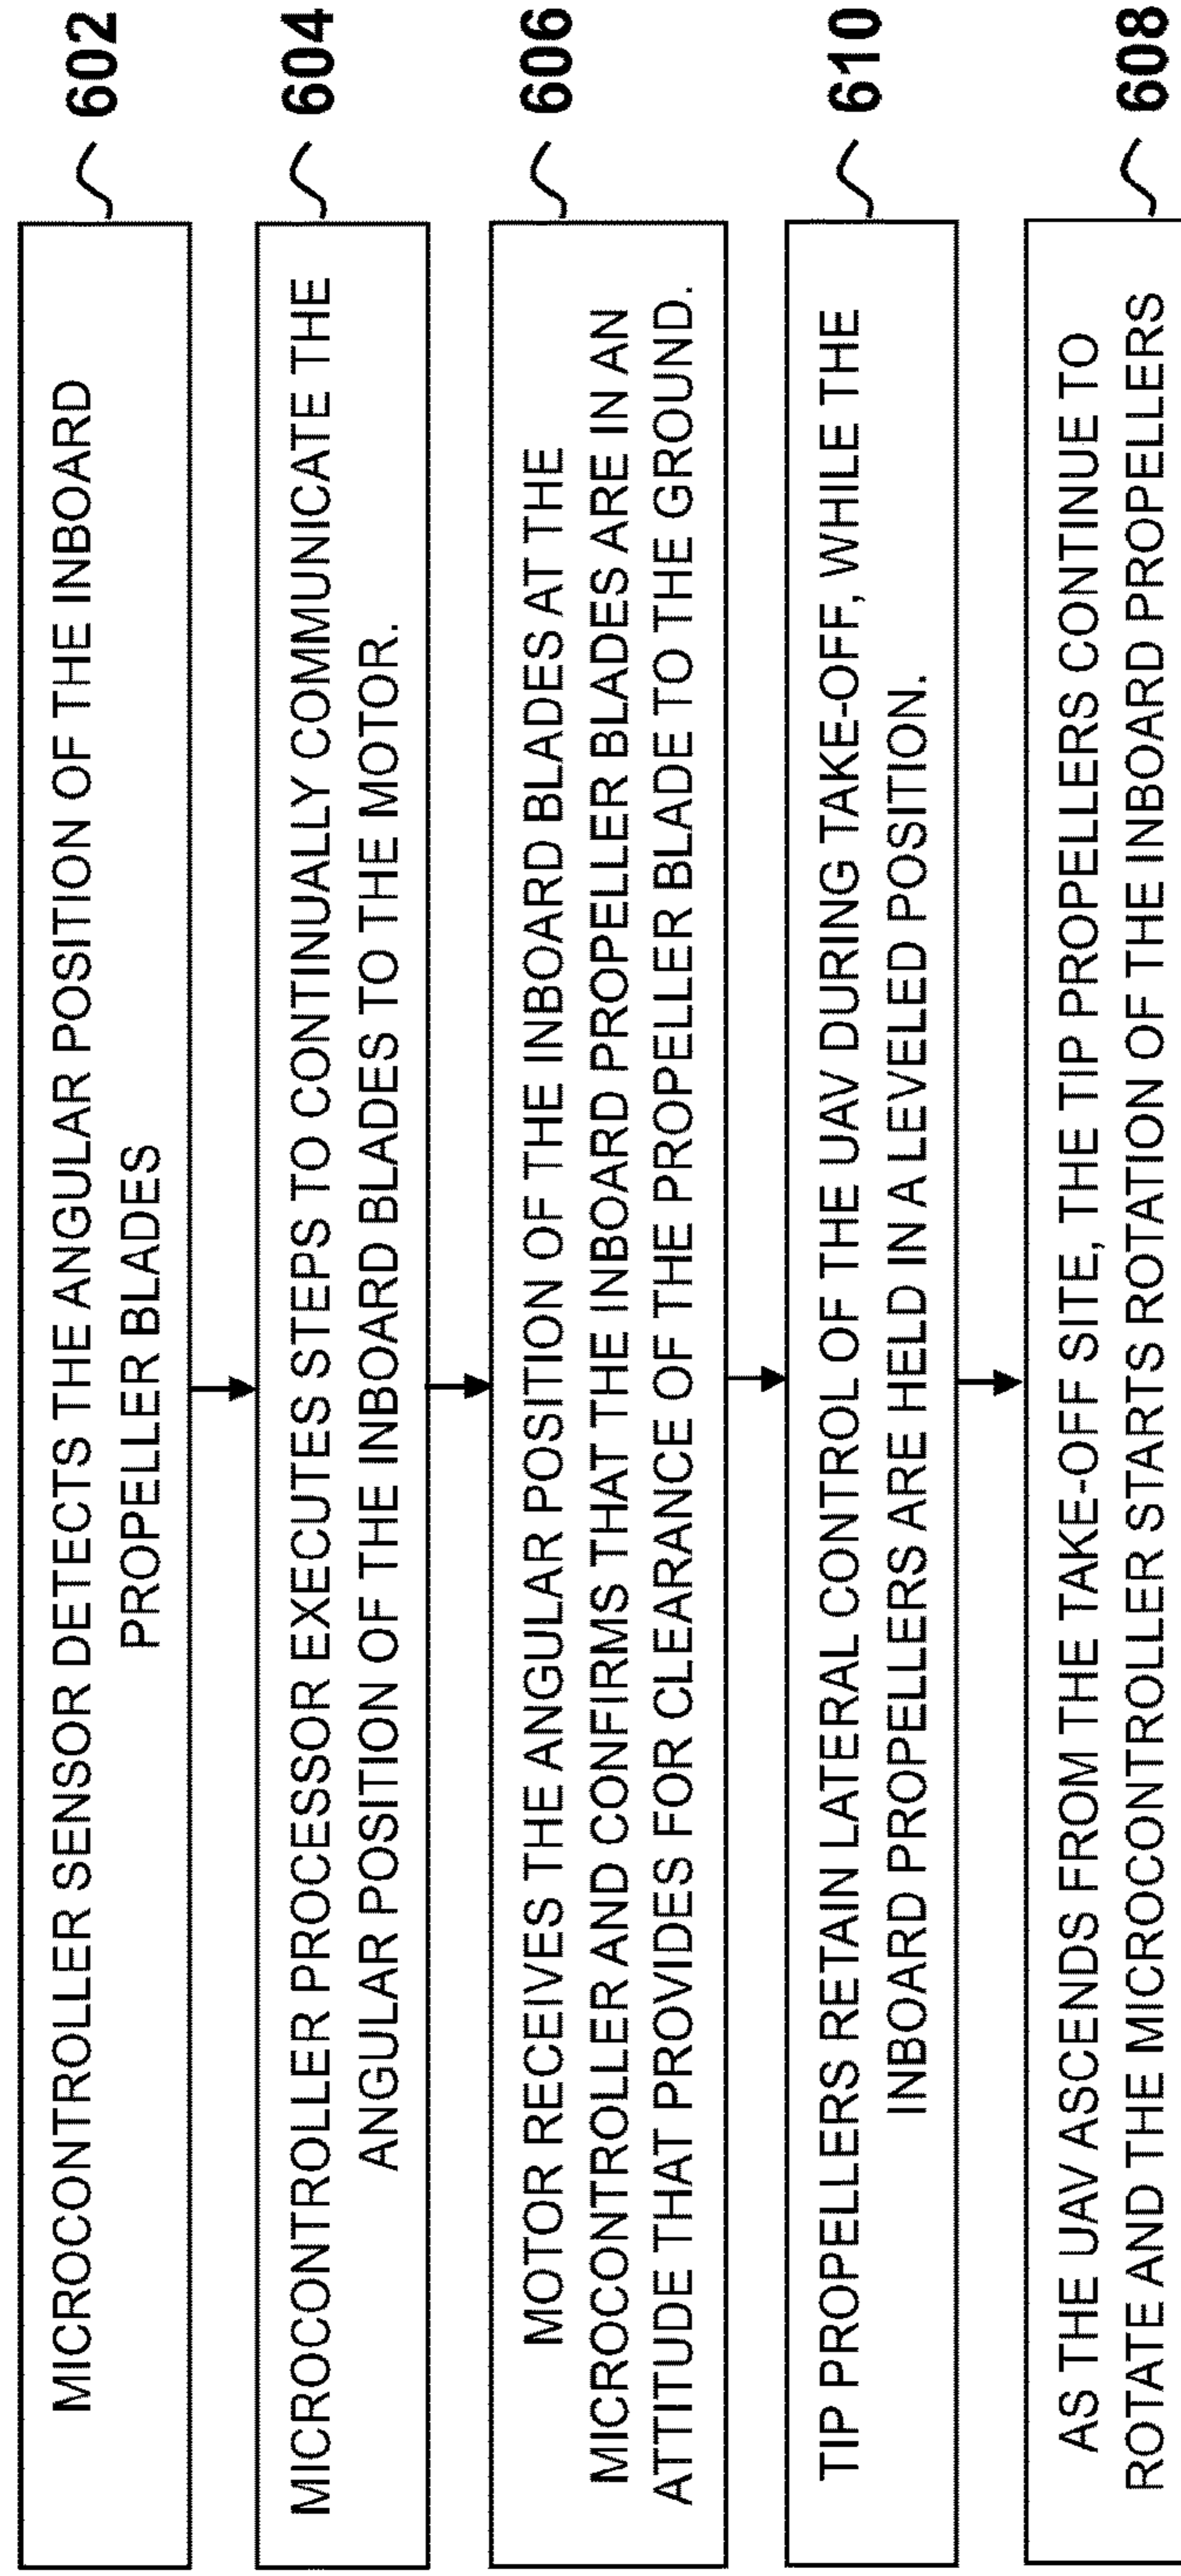 MICROCONTROLLER SENSOR DETECTS THE ANGULAR POSITION OF THE INBOARD
PROPELLER BLADES
602
MICROCONTROLLER PROCESSOR EXECUTES STEPS TO CONTINUALLY COMMUNICATE THE
ANGULAR POSITION OF THE INBOARD BLADES TO THE MOTOR.
604
MOTOR RECEIVES THE ANGULAR POSITION OF THE INBOARD BLADES AT THE
MICROCONTROLLER AND CONFIRMS THAT THE INBOARD PROPELLER BLADES ARE IN AN
ATTITUDE THAT PROVIDES FOR CLEARANCE OF THE PROPELLER BLADE TO THE GROUND.
606
TIP PROPELLERS RETAIN LATERAL CONTROL OF THE UAV DURING TAKE-OFF, WHILE THE
INBOARD PROPELLERS ARE HELD IN A LEVELED POSITION.
610
AS THE UAV ASCENDS FROM THE TAKE-OFF SITE, THE TIP PROPELLERS CONTINUE TO
ROTATE AND THE MICROCONTROLLER STARTS ROTATION OF THE INBOARD PROPELLERS
608